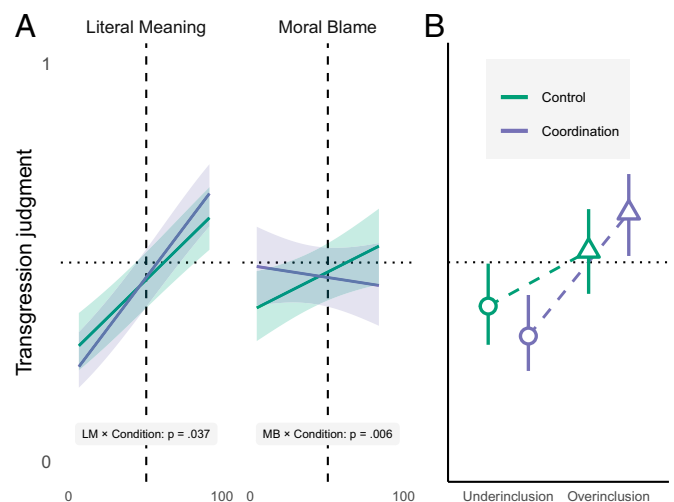 A
B
Literal Meaning
Moral Blame
1
Transgression judgment
0
LM × Condition: p = .037
MB × Condition: p = .006
0
100
0
100
Control
Coordination
Underinclusion
Overinclusion